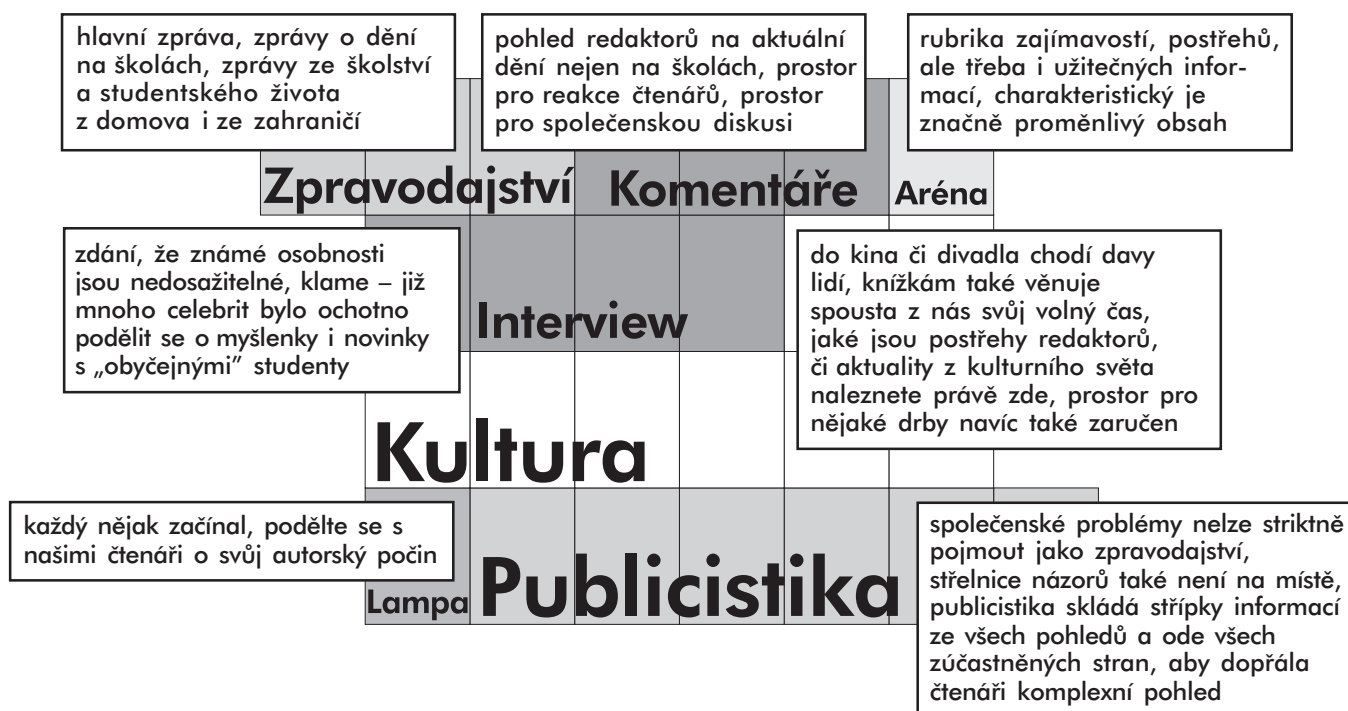 hlavní zpráva, zprávy o dění
na školách, zprávy ze školství
a studentského života
z domova i ze zahraničí
pohled redaktorů na aktuální
dění nejen na školách, prostor
pro reakce čtenářů, prostor
pro společenskou diskusi
rubrika zajímavostí, postřehů,
ale třeba i užitečných infor-
mací, charakteristický je
značně proměnlivý obsah
Zpravodajství
Komentáře
Aréna
zdání, že známé osobnosti
jsou nedosažitelné, klame – již
mnoho celebrit bylo ochotno
podělit se o myšlenky i novinky
s „obyčejnými” studenty
Interview
do kina či divadla chodí davy
lidí, knížkám také věnuje
spousta z nás svůj volný čas,
jaké jsou postřehy redaktorů,
či aktuality z kulturního světa
naleznete právě zde, prostor pro
nějaké drby navíc také zaručen
Kultura
každý nějak začínal, podělte se s
našimi čtenáři o svůj autorský počin
Lampa
Publicistika
společenské problémy nelze striktně
pojmout jako zpravodajství,
střelnice názorů také není na místě,
publicistika skládá střípky informací
ze všech pohledů a ode všech
zúčastněných stran, aby dopřála
čtenáři komplexní pohled